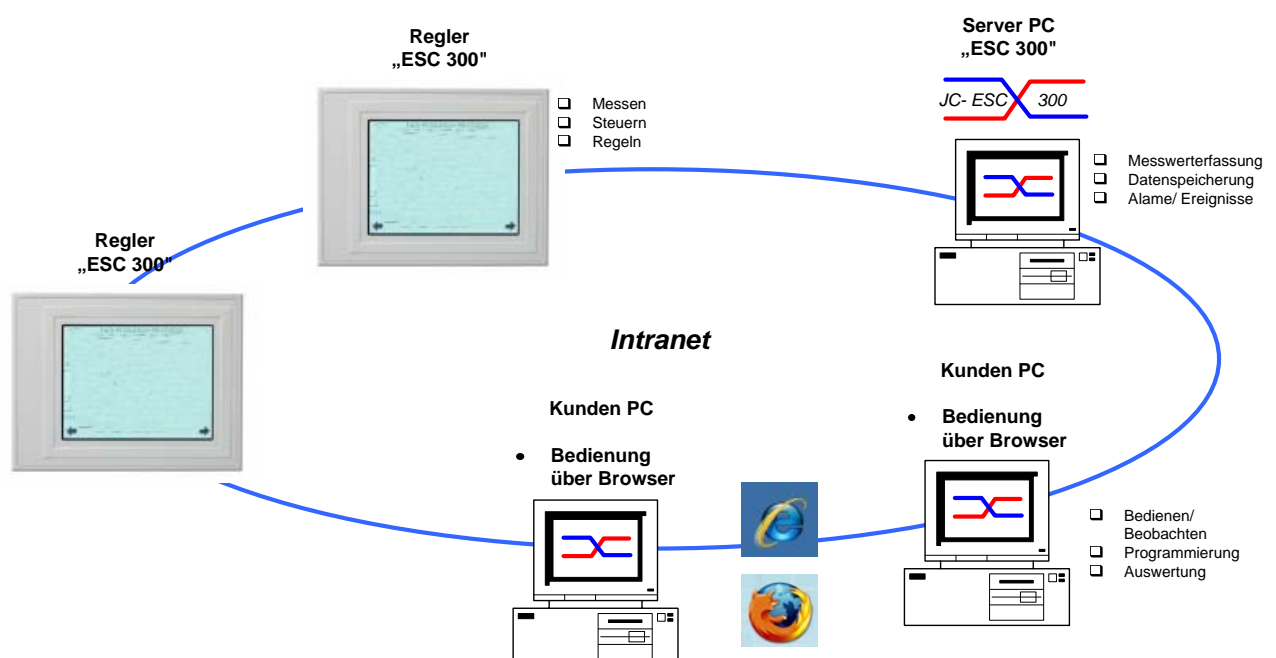 Regler
„ESC 300"
Messen
Steuern
Regeln
Server PC
„ESC 300"
JC- ESC 300
Messwerterfassung
Datenspeicherung
Alame/ Ereignisse
Regler
„ESC 300"
Intranet
Kunden PC
• Bedienung
über Browser
Kunden PC
• Bedienung
über Browser
Bedienen/
Beobachten
Programmierung
Auswertung